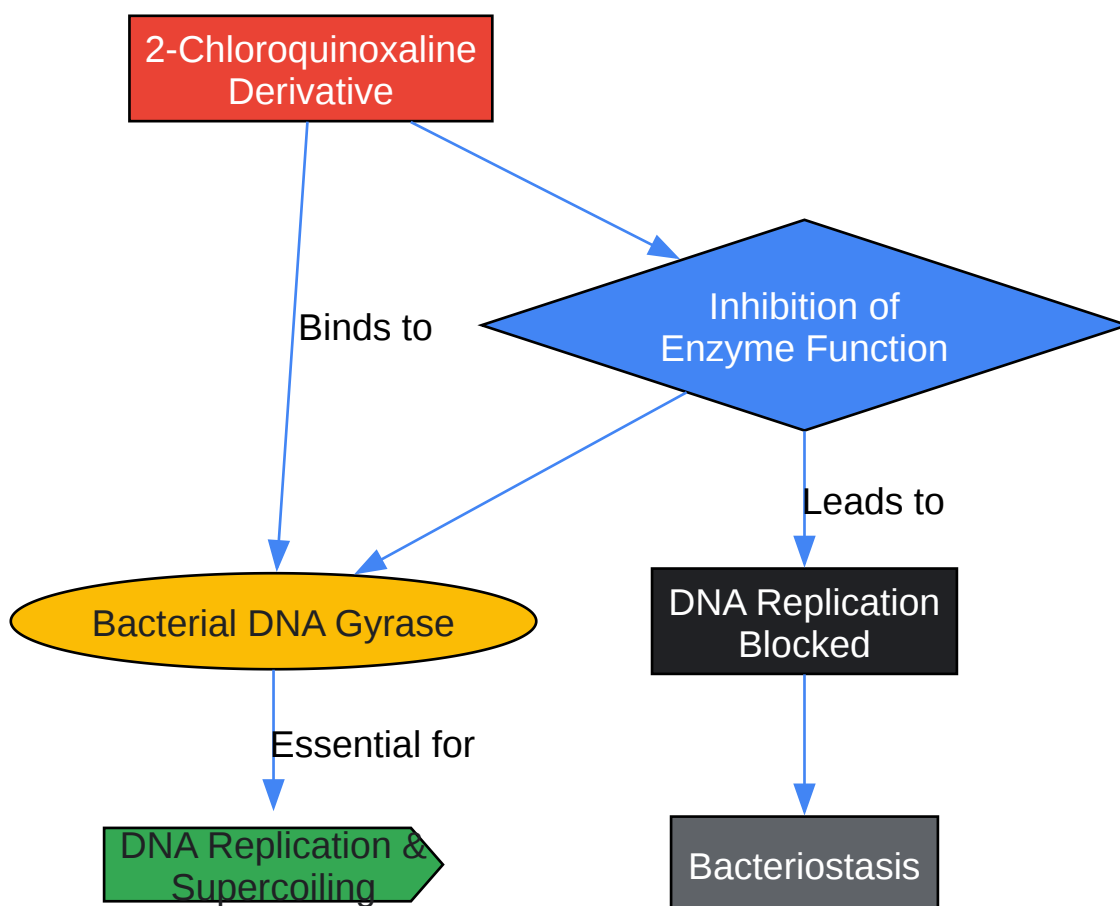 2-Chloroquinoxaline
Derivative
Inhibition of
Enzyme Function
Binds to
Leads to
DNA Replication
Blocked
Bacterial DNA Gyrase
Essential for
DNA Replication &
Supercoiling
Bacteriostasis